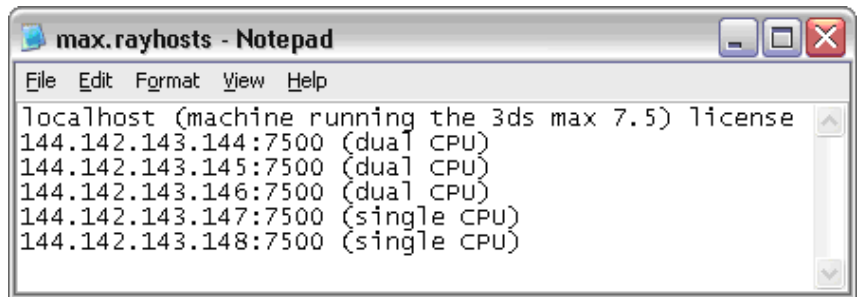 max.rayhosts - Notepad
File Edit Format View Help
localhost (machine running the 3ds max 7.5) license
144.142.143.144:7500 (dual CPU)
144.142.143.145:7500 (dual CPU)
144.142.143.146:7500 (dual CPU)
144.142.143.147:7500 (single CPU)
144.142.143.148:7500 (single CPU)